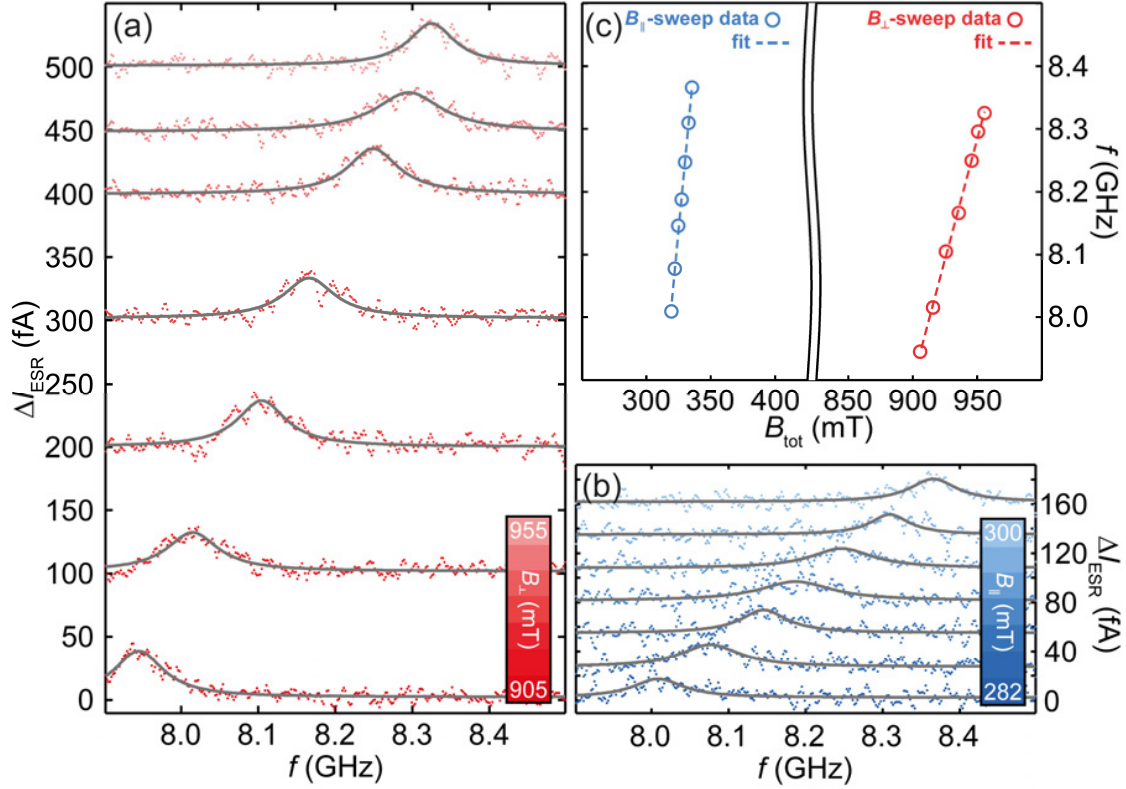 (a)
500
450
400
350
300
250
200
150
100
50
0
ΔI_ESR (fA)
8.0 8.1 8.2 8.3 8.4
f (GHz)
955
B⊥ (mT)
905
(c)
B∥-sweep data
fit
B⊥-sweep data
fit
8.4
8.3
8.2
8.1
8.0
f (GHz)
300 350 400 850 900 950
B_tot (mT)
(b)
300
B∥ (mT)
282
160
120
80
40
0
ΔI_ESR (fA)
8.0 8.1 8.2 8.3 8.4
f (GHz)